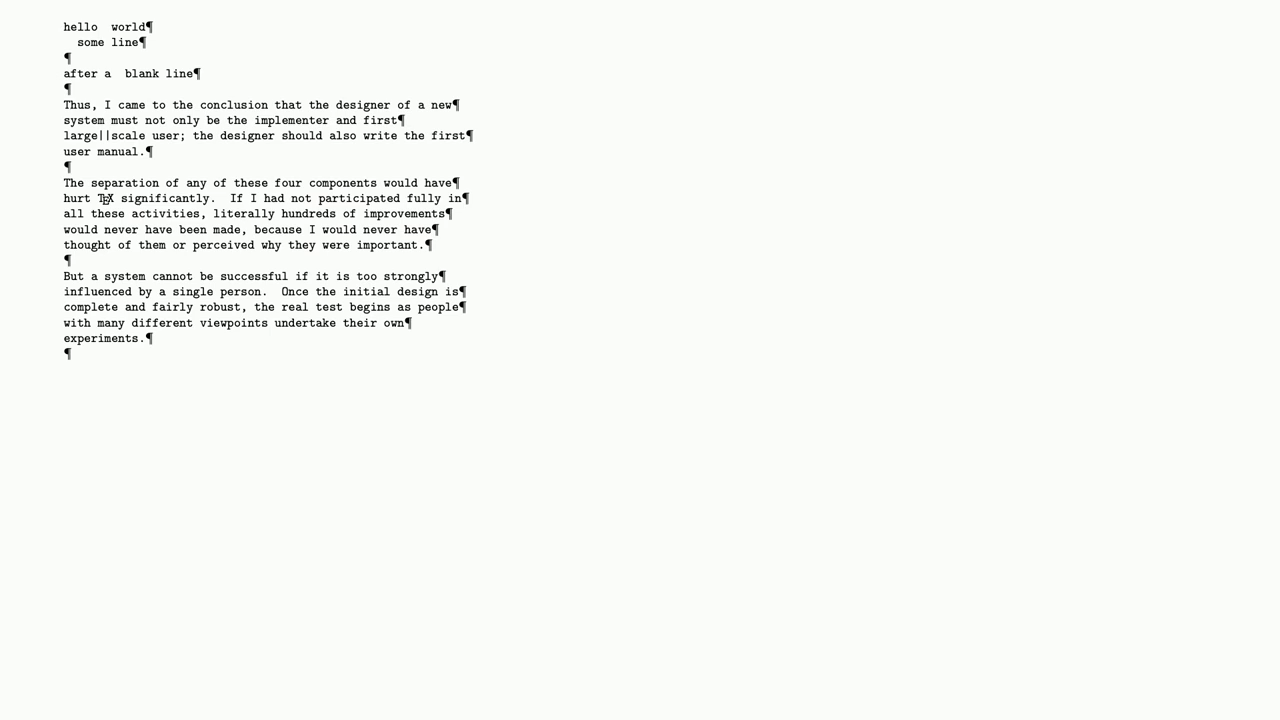 hello  world¶
  some line¶
¶
after a  blank line¶
¶
Thus, I came to the conclusion that the designer of a new¶
system must not only be the implementer and first¶
large||scale user; the designer should also write the first¶
user manual.¶
¶
The separation of any of these four components would have¶
hurt TEX significantly.  If I had not participated fully in¶
all these activities, literally hundreds of improvements¶
would never have been made, because I would never have¶
thought of them or perceived why they were important.¶
¶
But a system cannot be successful if it is too strongly¶
influenced by a single person.  Once the initial design is¶
complete and fairly robust, the real test begins as people¶
with many different viewpoints undertake their own¶
experiments.¶
¶